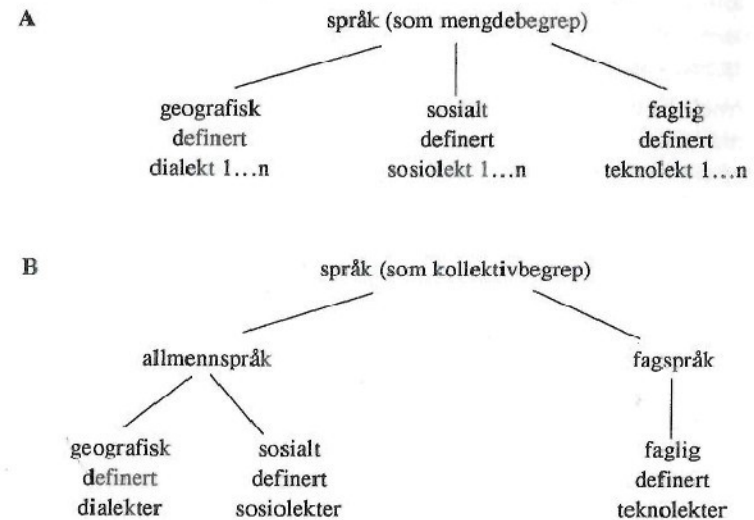 A språk (som mengdebegrep)
geografisk sosialt faglig
definert definert definert
dialekt 1...n sosiolekt 1...n teknolekt 1...n
B språk (som kollektivbegrep)
allmennspråk fagspråk
geografisk sosialt faglig
definert definert definert
dialekter sosiolekter teknolekter